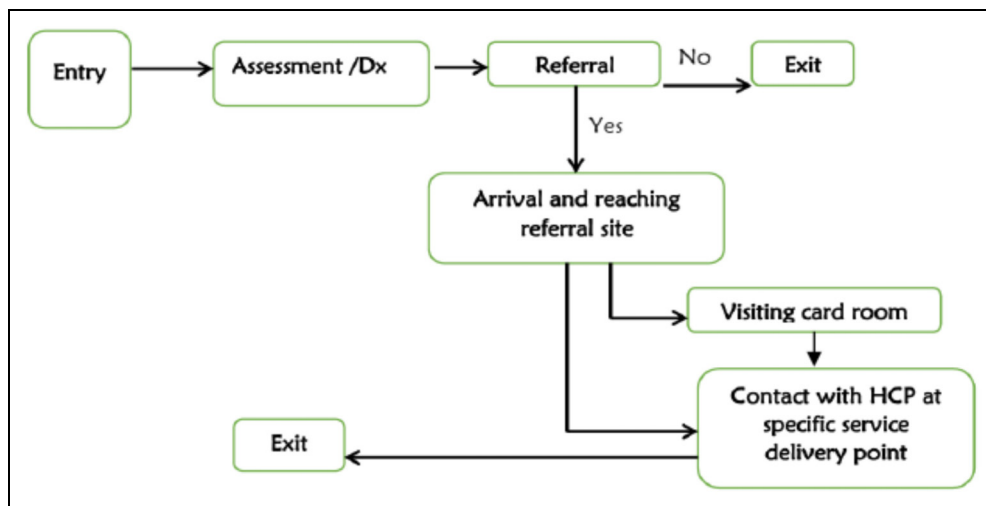 Entry
Assessment /Dx
Referral
No
Exit
Yes
Arrival and reaching
referral site
Visiting card room
Contact with HCP at
specific service
delivery point
Exit